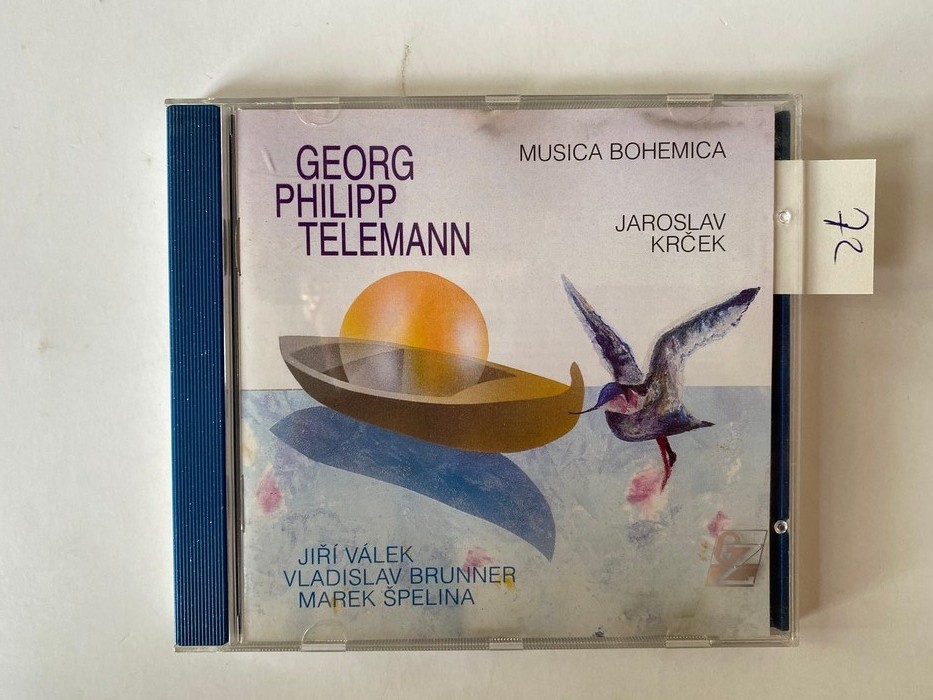 GEORG
PHILIPP
TELEMANN
MUSICA BOHEMICA
JAROSLAV
KRČEK
JIŘÍ VÁLEK
VLADISLAV BRUNNER
MAREK ŠPELINA